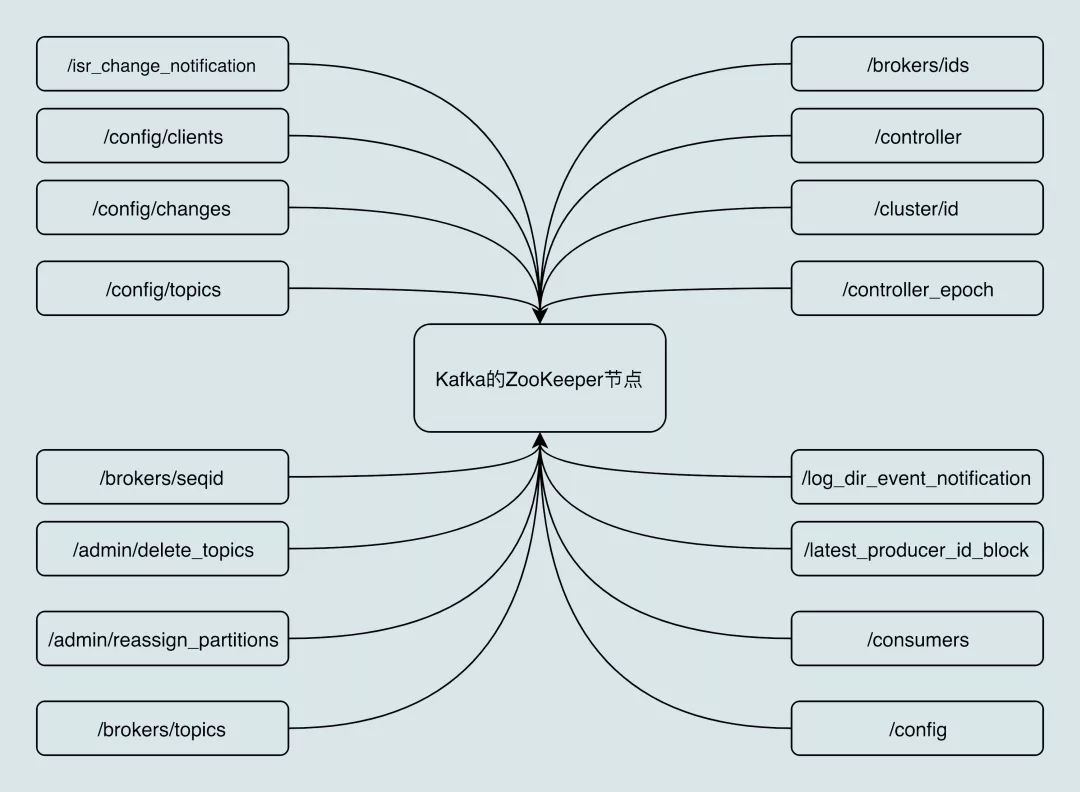 /isr_change_notification
/brokers/ids
/config/clients
/controller
/config/changes
/cluster/id
/config/topics
/controller_epoch
Kafka的ZooKeeper节点
/brokers/seqid
/log_dir_event_notification
/admin/delete_topics
/latest_producer_id_block
/admin/reassign_partitions
/consumers
/brokers/topics
/config